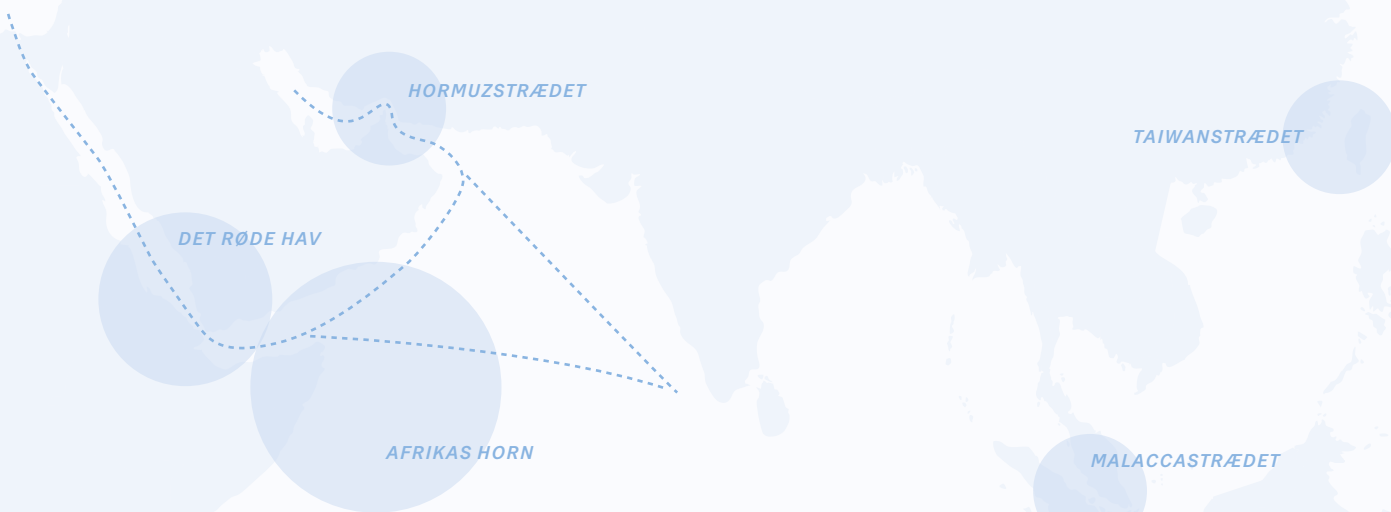 HORMUZSTRÆDET
TAIWANSTRÆDET
DET RØDE HAV
AFRIKAS HORN
MALACCASTRÆDET